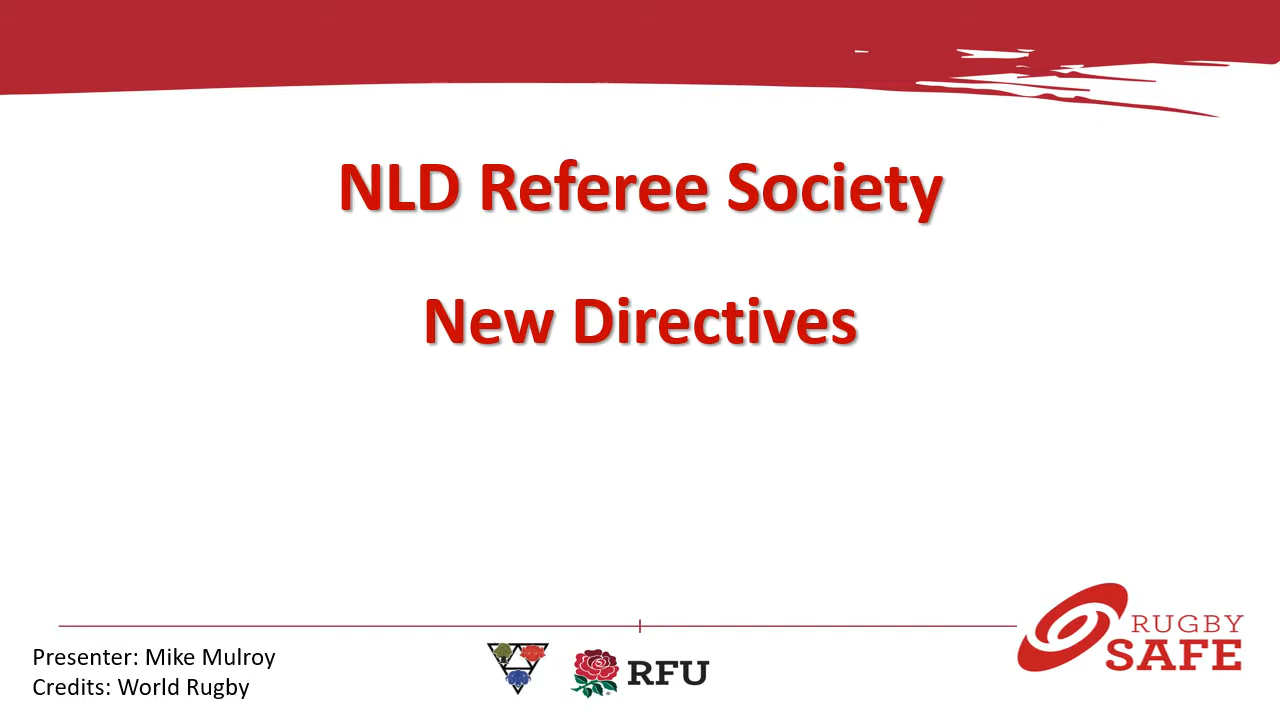 NLD Referee Society
New Directives
Presenter: Mike Mulroy
Credits: World Rugby
RFU
RUGBY
SAFE